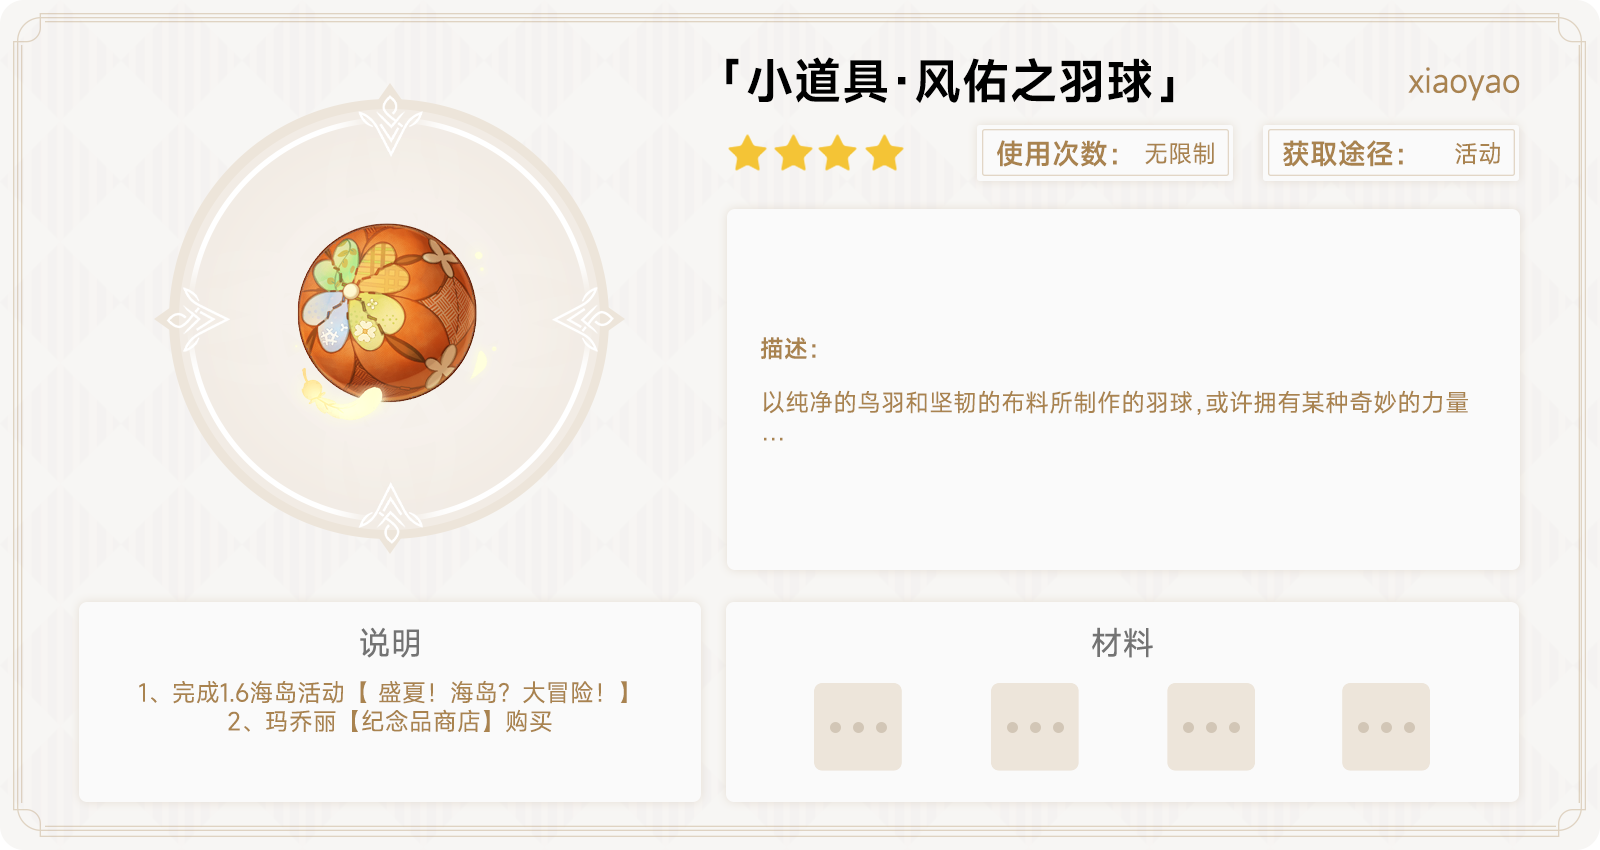 「小道具·风佑之羽球」
xiaoyao
使用次数： 无限制
获取途径： 活动
描述：
以纯净的鸟羽和坚韧的布料所制作的羽球,或许拥有某种奇妙的力量
…
说明
1、完成1.6海岛活动【 盛夏！海岛？大冒险！】
2、玛乔丽【纪念品商店】购买
材料